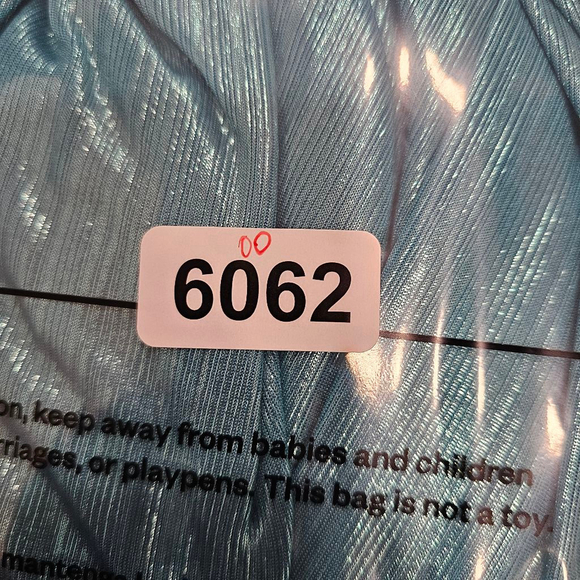 00
6062
on, keep away from babies and children
rriages, or playpens. This bag is not a toy.
mantenga